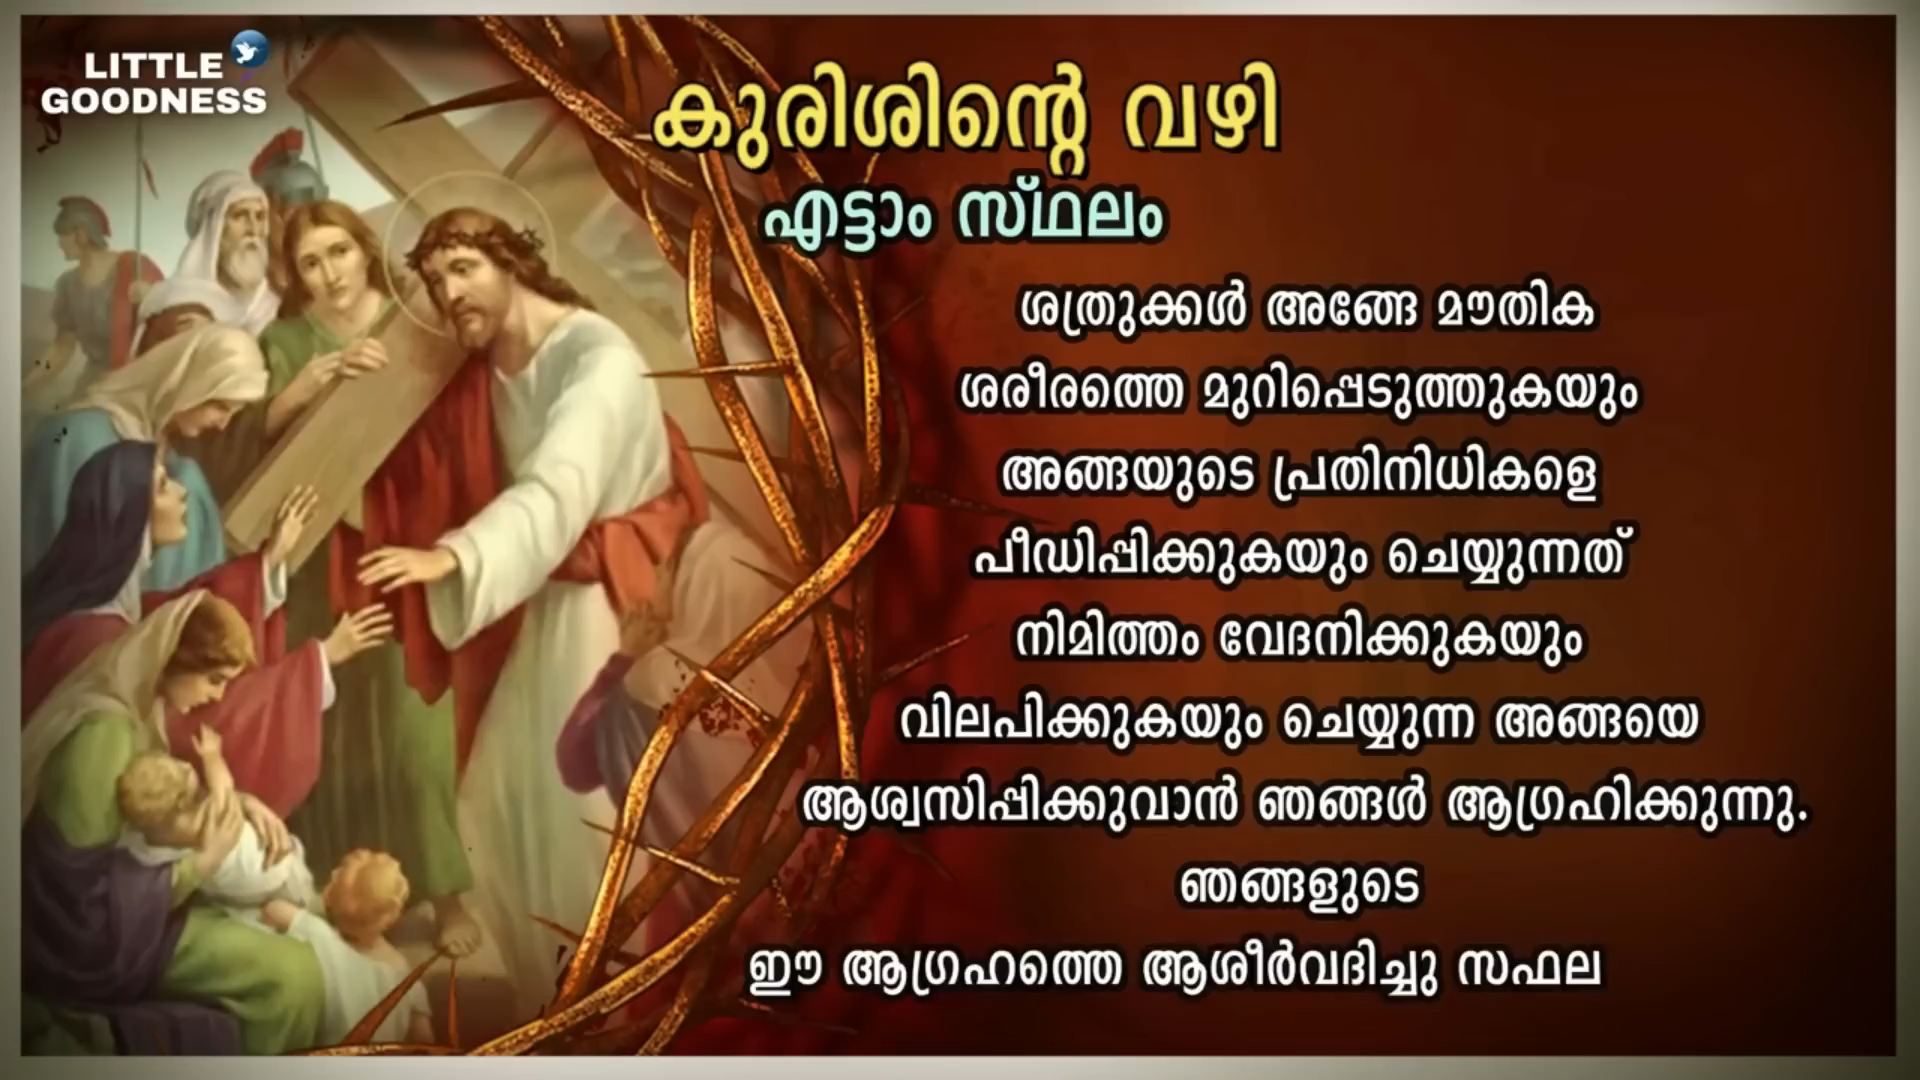 LITTLE
GOODNESS
കുരിശിന്റെ വഴി
എട്ടാം സ്ഥലം
ശത്രുക്കൾ അങ്ങേ മൗതിക
ശരീരത്തെ മുറിപ്പെടുത്തുകയും
അങ്ങയുടെ പ്രതിനിധികളെ
പീഡിപ്പിക്കുകയും ചെയ്യുന്നത്
നിമിത്തം വേദനിക്കുകയും
വിലപിക്കുകയും ചെയ്യുന്ന അങ്ങയെ
ആശ്വസിപ്പിക്കുവാൻ ഞങ്ങൾ ആഗ്രഹിക്കുന്നു.
ഞങ്ങളുടെ
ഈ ആഗ്രഹത്തെ ആശീർവദിച്ചു സഫല